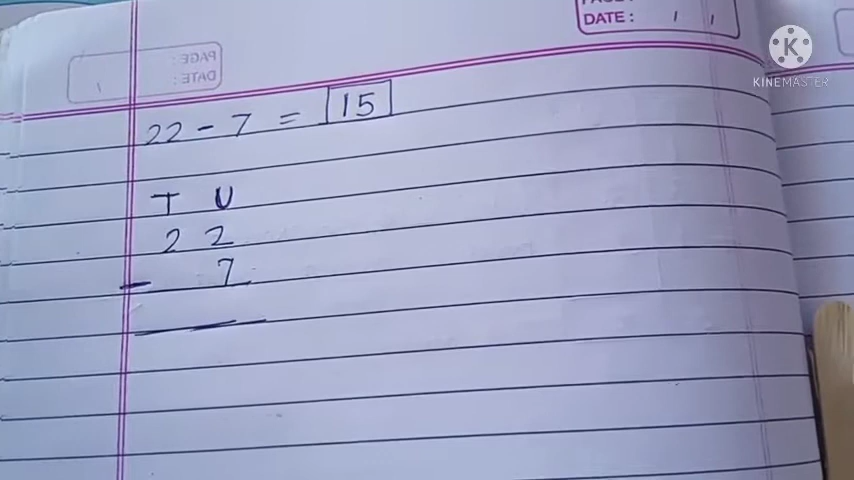 DATE :
PAGE :
DATE :
KINEMASTER
22 - 7 = 15
T U
2 2
- 7